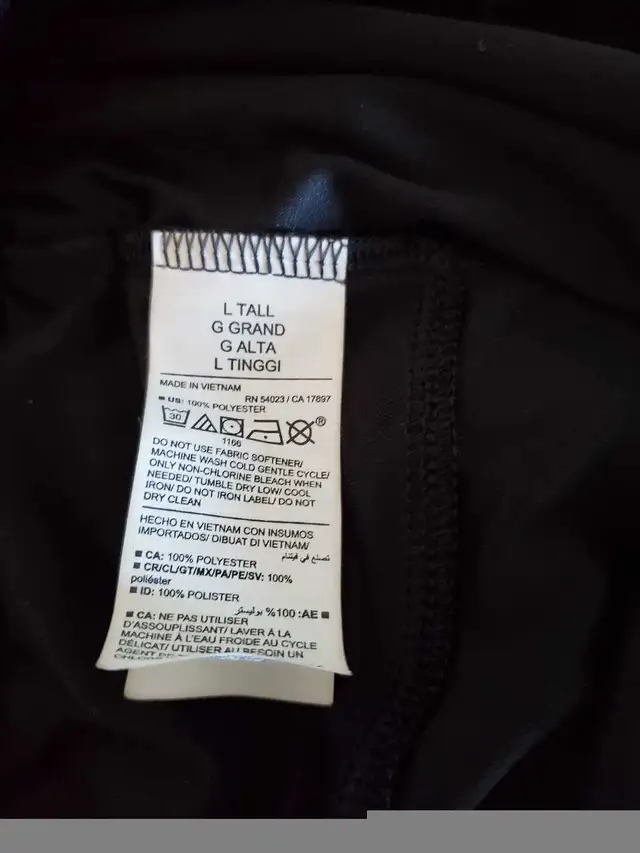 L TALL
G GRAND
G ALTA
L TINGGI
MADE IN VIETNAM
RN 54023 / CA 17897
US: 100% POLYESTER
30
®
1166
DO NOT USE FABRIC SOFTENER/
MACHINE WASH COLD GENTLE CYCLE/
ONLY NON-CHLORINE BLEACH WHEN
NEEDED/ TUMBLE DRY LOW/ COOL
IRON/ DO NOT IRON LABEL/ DO NOT
DRY CLEAN
HECHO EN VIETNAM CON INSUMOS
IMPORTADOS/ DIBUAT DI VIETNAM/
تصنع في فيتنام
■ CA: 100% POLYESTER
■ CR/CL/GT/MX/PA/PE/SV: 100%
poliéster
■ ID: 100% POLISTER
■ AE: 100% بوليستر
■ CA: NE PAS UTILISER
D'ASSOUPLISSANT/ LAVER À LA
MACHINE À L'EAU FROIDE AU CYCLE
DÉLICAT/ UTILISER AU BESOIN UN
AGENT DE